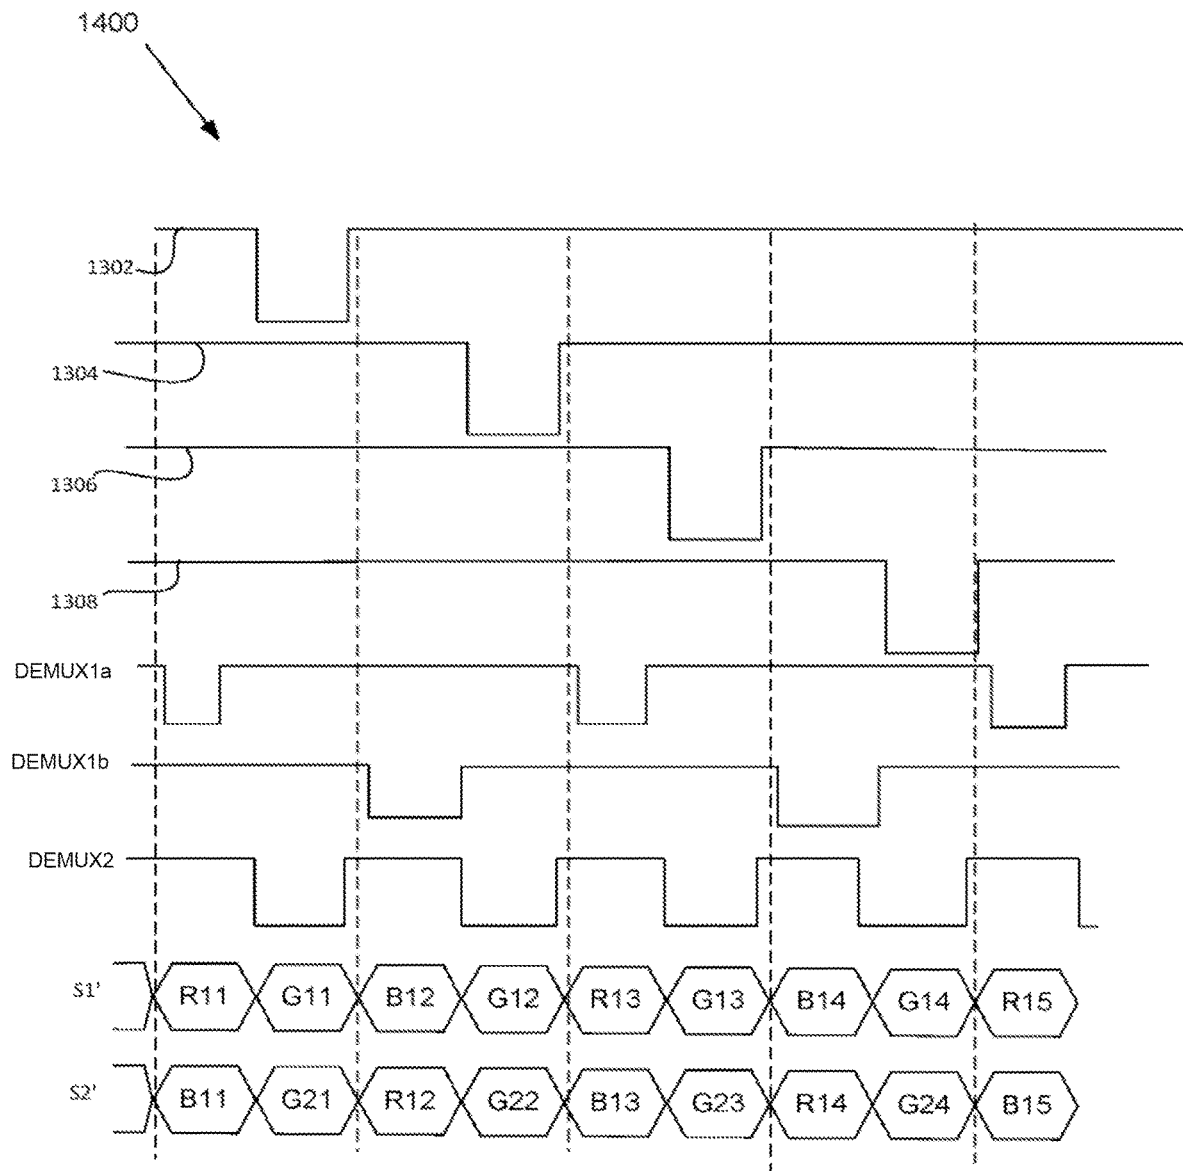 1400
1302
1304
1306
1308
DEMUX1a
DEMUX1b
DEMUX2
S1' R11 G11 B12 G12 R13 G13 B14 G14 R15
S2' B11 G21 R12 G22 B13 G23 R14 G24 B15